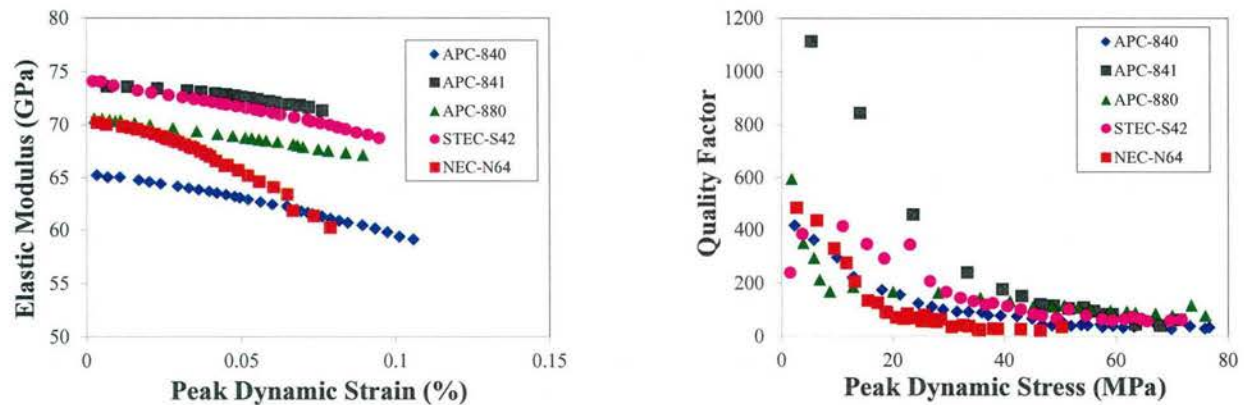 80
75
70
65
60
55
50
0
0.05
0.1
0.15
Elastic Modulus (GPa)
Peak Dynamic Strain (%)
APC-840
APC-841
APC-880
STEC-S42
NEC-N64
1200
1000
800
600
400
200
0
0
20
40
60
80
Quality Factor
Peak Dynamic Stress (MPa)
APC-840
APC-841
APC-880
STEC-S42
NEC-N64